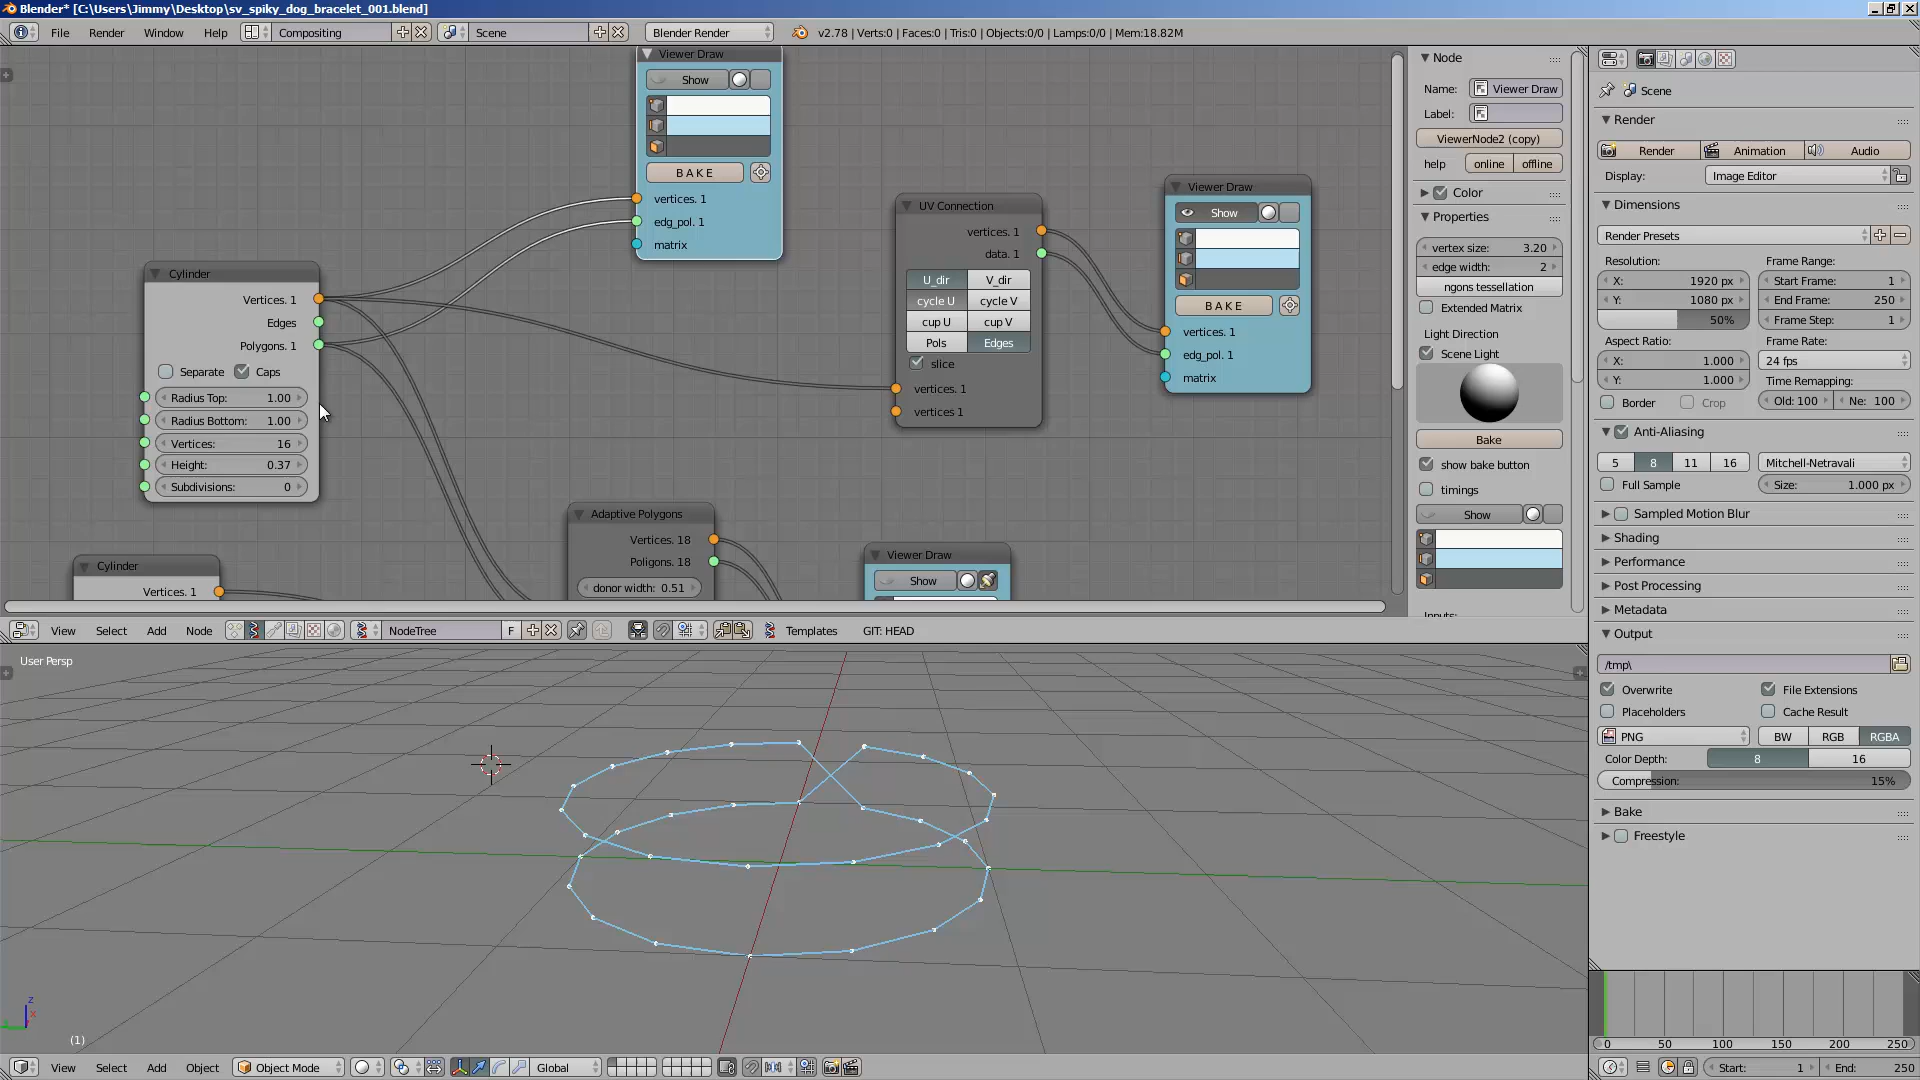 Blender* [C:\Users\Jimmy\Desktop\sv_spiky_dog_bracelet_001.blend]
File Render Window Help Compositing Scene Blender Render v2.78 | Verts:0 | Faces:0 | Tris:0 | Objects:0/0 | Lamps:0/0 | Mem:18.82M
Viewer Draw
Show
BAKE
vertices. 1
edg_pol. 1
matrix
Cylinder
Vertices. 1
Edges
Polygons. 1
Separate Caps
Radius Top: 1.00
Radius Bottom: 1.00
Vertices: 16
Height: 0.37
Subdivisions: 0
Cylinder
Vertices. 1
Adaptive Polygons
Vertices. 18
Poligons. 18
donor width: 0.51
UV Connection
vertices. 1
data. 1
U_dir V_dir
cycle U cycle V
cup U cup V
Pols Edges
slice
vertices. 1
vertices 1
Viewer Draw
Show
BAKE
vertices. 1
edg_pol. 1
matrix
Viewer Draw
Show
Node
Name: Viewer Draw
Label:
ViewerNode2 (copy)
help online offline
Color
Properties
vertex size: 3.20
edge width: 2
ngons tessellation
Extended Matrix
Light Direction
Scene Light
Bake
show bake button
timings
Show
Scene
Render
Render Animation Audio
Display: Image Editor
Dimensions
Render Presets
Resolution: Frame Range:
X: 1920 px Start Frame: 1
Y: 1080 px End Frame: 250
50% Frame Step: 1
Aspect Ratio: Frame Rate:
X: 1.000 24 fps
Y: 1.000 Time Remapping:
Border Crop Old: 100 Ne: 100
Anti-Aliasing
5 8 11 16 Mitchell-Netravali
Full Sample Size: 1.000 px
Sampled Motion Blur
Shading
Performance
Post Processing
Metadata
Output
/tmp\
Overwrite File Extensions
Placeholders Cache Result
PNG BW RGB RGBA
Color Depth: 8 16
Compression: 15%
Bake
Freestyle
View Select Add Node NodeTree F Templates GIT: HEAD
User Persp
z
x
(1)
0 50 100 150 200 250
View Select Add Object Object Mode Global
Start: 1 End: 250